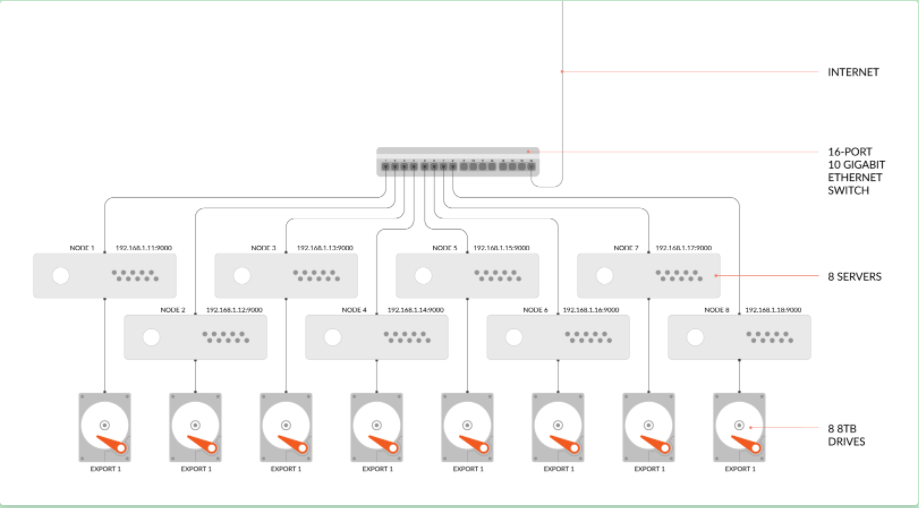 INTERNET
16-PORT
10 GIGABIT
ETHERNET
SWITCH
NODE 1 192.168.1.11:9000
NODE 3 192.168.1.13:9000
NODE 5 192.168.1.15:9000
NODE 7 192.168.1.17:9000
8 SERVERS
NODE 2 192.168.1.12:9000
NODE 4 192.168.1.14:9000
NODE 6 192.168.1.16:9000
NODE 8 192.168.1.18:9000
8 8TB
DRIVES
EXPORT 1
EXPORT 1
EXPORT 1
EXPORT 1
EXPORT 1
EXPORT 1
EXPORT 1
EXPORT 1